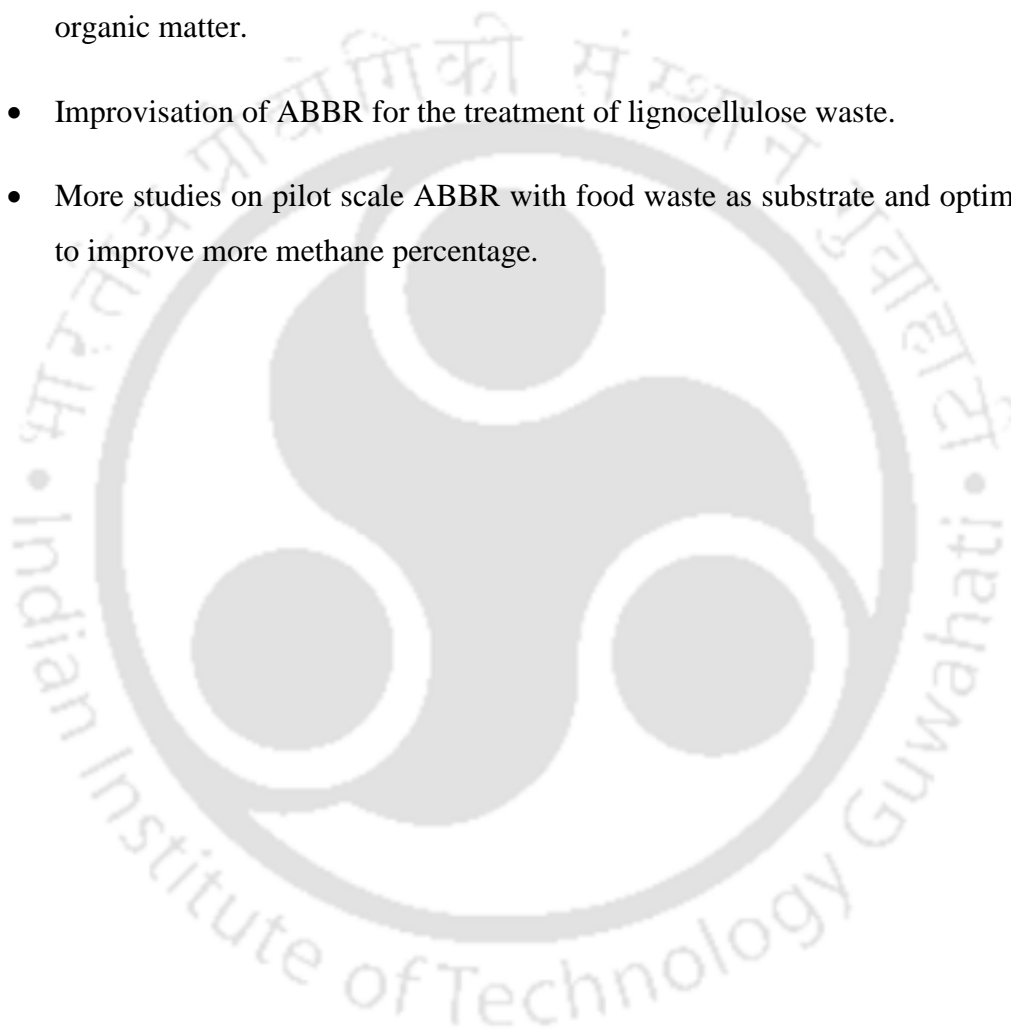 organic matter.
• Improvisation of ABBR for the treatment of lignocellulose waste.
• More studies on pilot scale ABBR with food waste as substrate and optim
to improve more methane percentage.
भारतीय प्रौद्योगिकी संस्थान गुवाहाटी
• Indian Institute of Technology Guwahati •